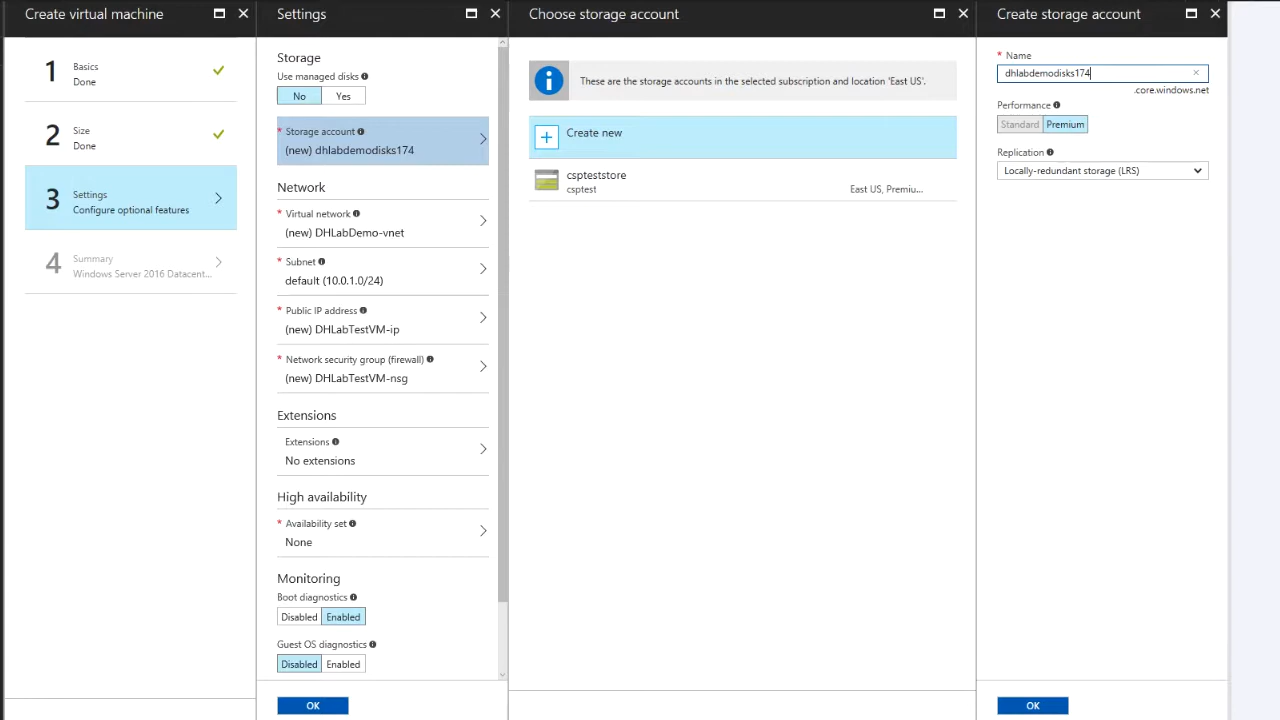 Create virtual machine
1
Basics
Done
2
Size
Done
3
Settings
Configure optional features
4
Summary
Windows Server 2016 Datacent...
Settings
Storage
Use managed disks
No Yes
* Storage account
(new) dhlabdemodisks174
Network
* Virtual network
(new) DHLabDemo-vnet
* Subnet
default (10.0.1.0/24)
* Public IP address
(new) DHLabTestVM-ip
* Network security group (firewall)
(new) DHLabTestVM-nsg
Extensions
Extensions
No extensions
High availability
* Availability set
None
Monitoring
Boot diagnostics
Disabled Enabled
Guest OS diagnostics
Disabled Enabled
OK
Choose storage account
These are the storage accounts in the selected subscription and location 'East US'.
Create new
cspteststore
csptest East US, Premiu...
Create storage account
* Name
dhlabdemodisks174
.core.windows.net
Performance
Standard Premium
Replication
Locally-redundant storage (LRS)
OK